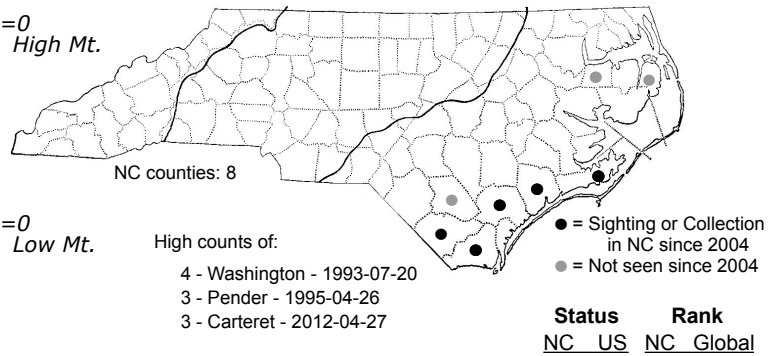 =0
High Mt.
NC counties: 8
=0
Low Mt.
High counts of:
4 - Washington - 1993-07-20
3 - Pender - 1995-04-26
3 - Carteret - 2012-04-27
= Sighting or Collection
in NC since 2004
= Not seen since 2004
Status Rank
NC US NC Global